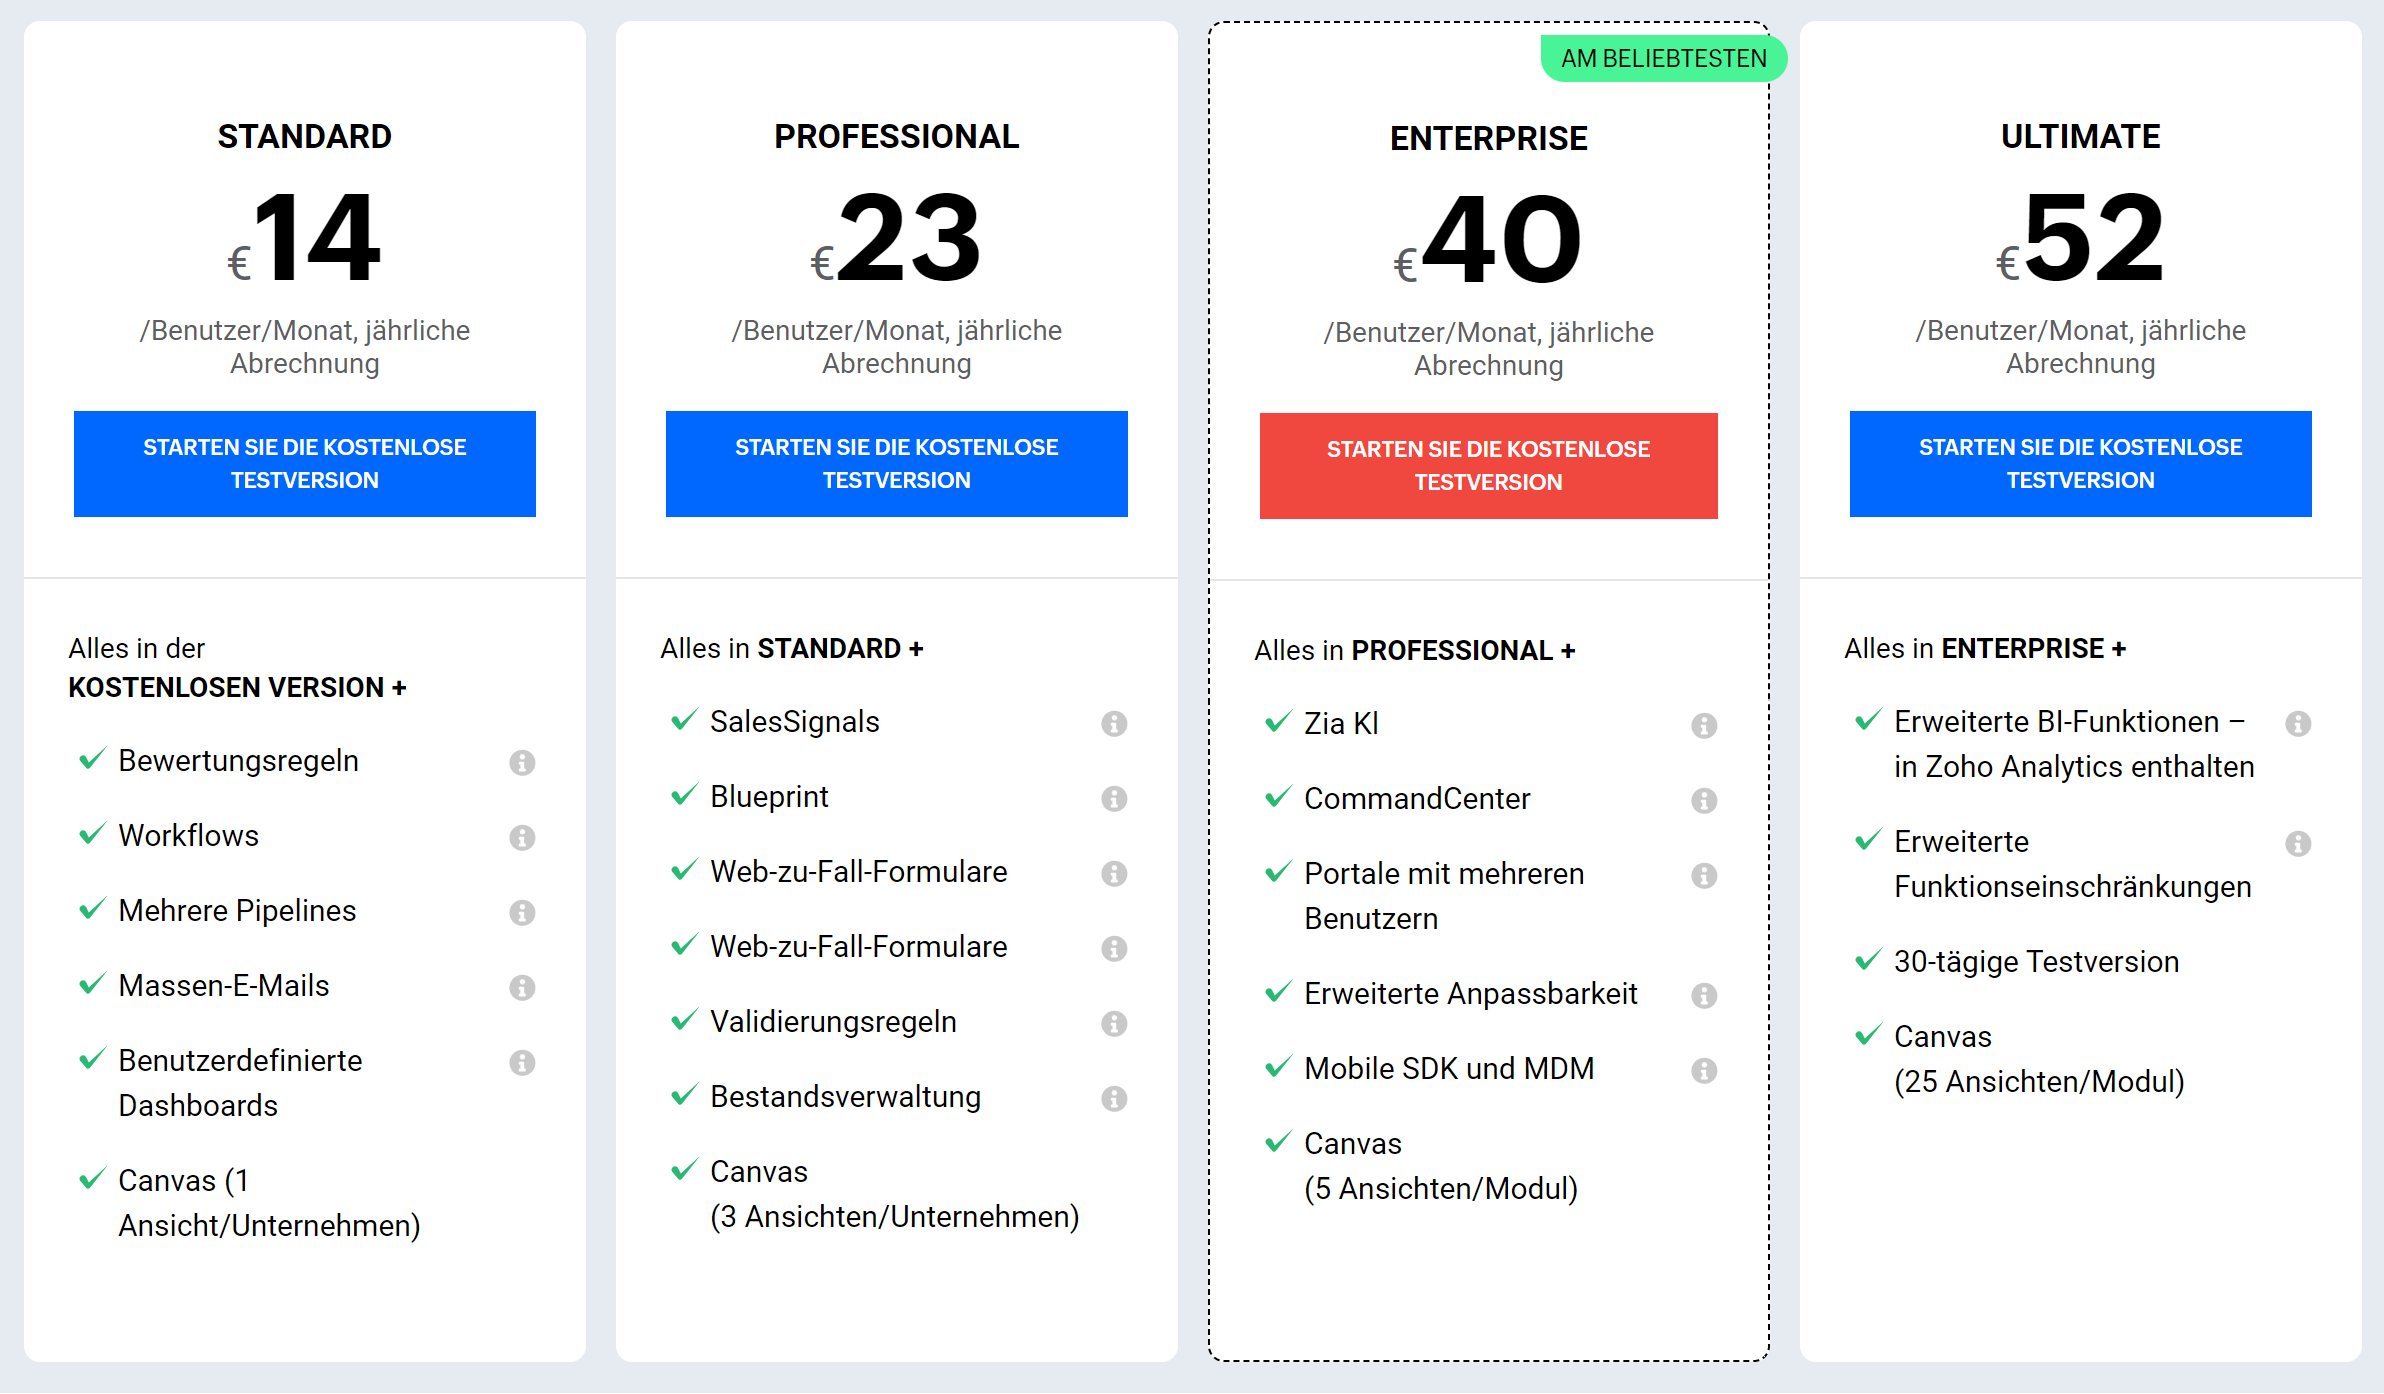 STANDARD
€14
/Benutzer/Monat, jährliche
Abrechnung
STARTEN SIE DIE KOSTENLOSE
TESTVERSION
Alles in der
KOSTENLOSEN VERSION +
Bewertungsregeln
Workflows
Mehrere Pipelines
Massen-E-Mails
Benutzerdefinierte
Dashboards
Canvas (1
Ansicht/Unternehmen)
PROFESSIONAL
€23
/Benutzer/Monat, jährliche
Abrechnung
STARTEN SIE DIE KOSTENLOSE
TESTVERSION
Alles in STANDARD +
SalesSignals
Blueprint
Web-zu-Fall-Formulare
Web-zu-Fall-Formulare
Validierungsregeln
Bestandsverwaltung
Canvas
(3 Ansichten/Unternehmen)
AM BELIEBTESTEN
ENTERPRISE
€40
/Benutzer/Monat, jährliche
Abrechnung
STARTEN SIE DIE KOSTENLOSE
TESTVERSION
Alles in PROFESSIONAL +
Zia Kl
CommandCenter
Portale mit mehreren
Benutzern
Erweiterte Anpassbarkeit
Mobile SDK und MDM
Canvas
(5 Ansichten/Modul)
ULTIMATE
€52
/Benutzer/Monat, jährliche
Abrechnung
STARTEN SIE DIE KOSTENLOSE
TESTVERSION
Alles in ENTERPRISE +
Erweiterte BI-Funktionen –
in Zoho Analytics enthalten
Erweiterte
Funktionseinschränkungen
30-tägige Testversion
Canvas
(25 Ansichten/Modul)